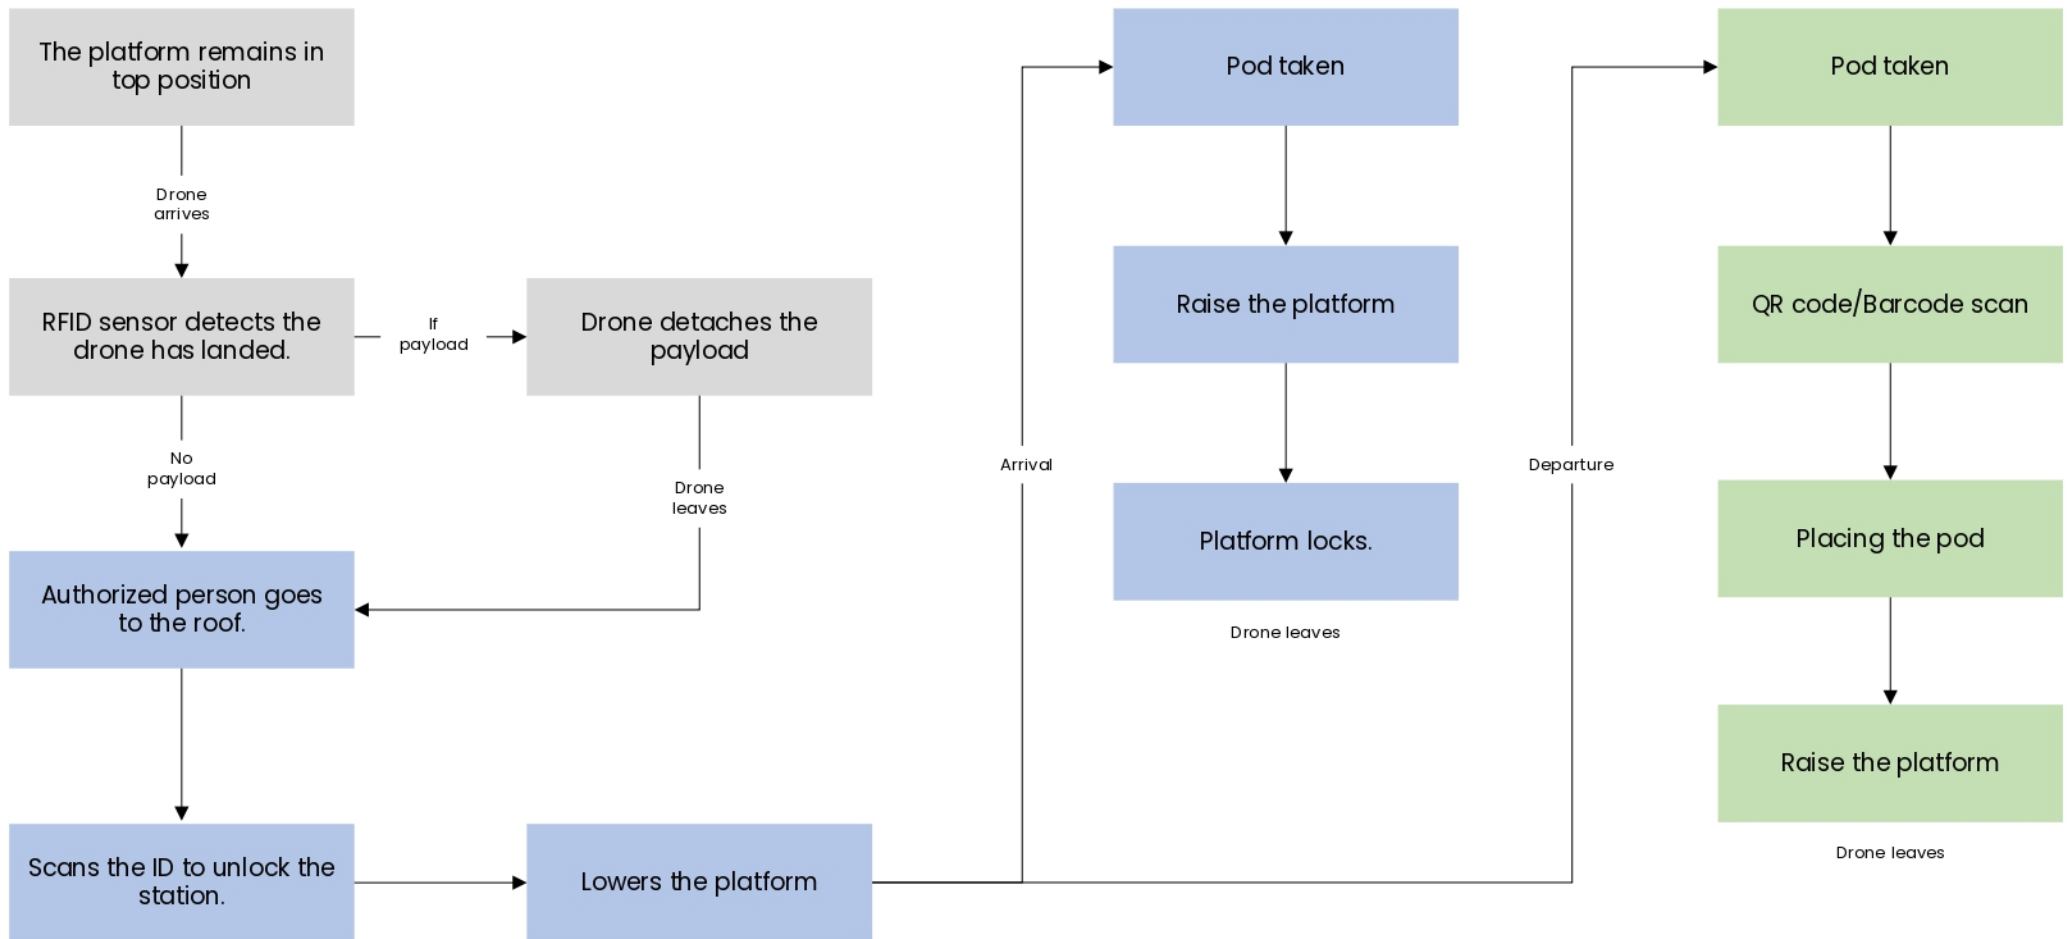 The platform remains in
top position
Drone
arrives
RFID sensor detects the
drone has landed.
If
payload
Drone detaches the
payload
No
payload
Drone
leaves
Authorized person goes
to the roof.
Scans the ID to unlock the
station.
Lowers the platform
Arrival
Pod taken
Raise the platform
Platform locks.
Drone leaves
Departure
Pod taken
QR code/Barcode scan
Placing the pod
Raise the platform
Drone leaves